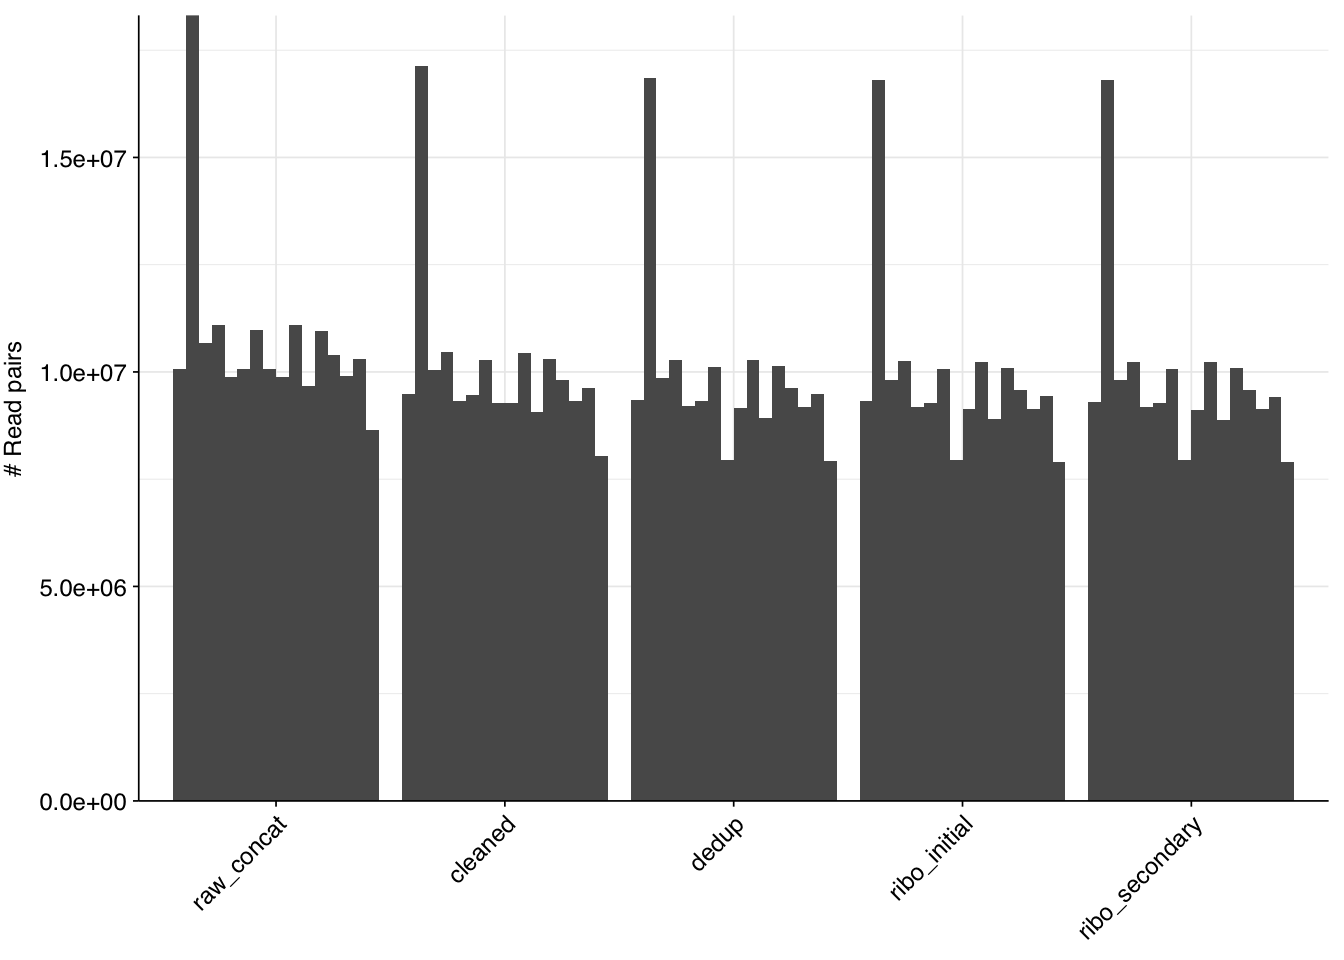 # Read pairs
1.5e+07
1.0e+07
5.0e+06
0.0e+00
raw_concat
cleaned
dedup
ribo_initial
ribo_secondary